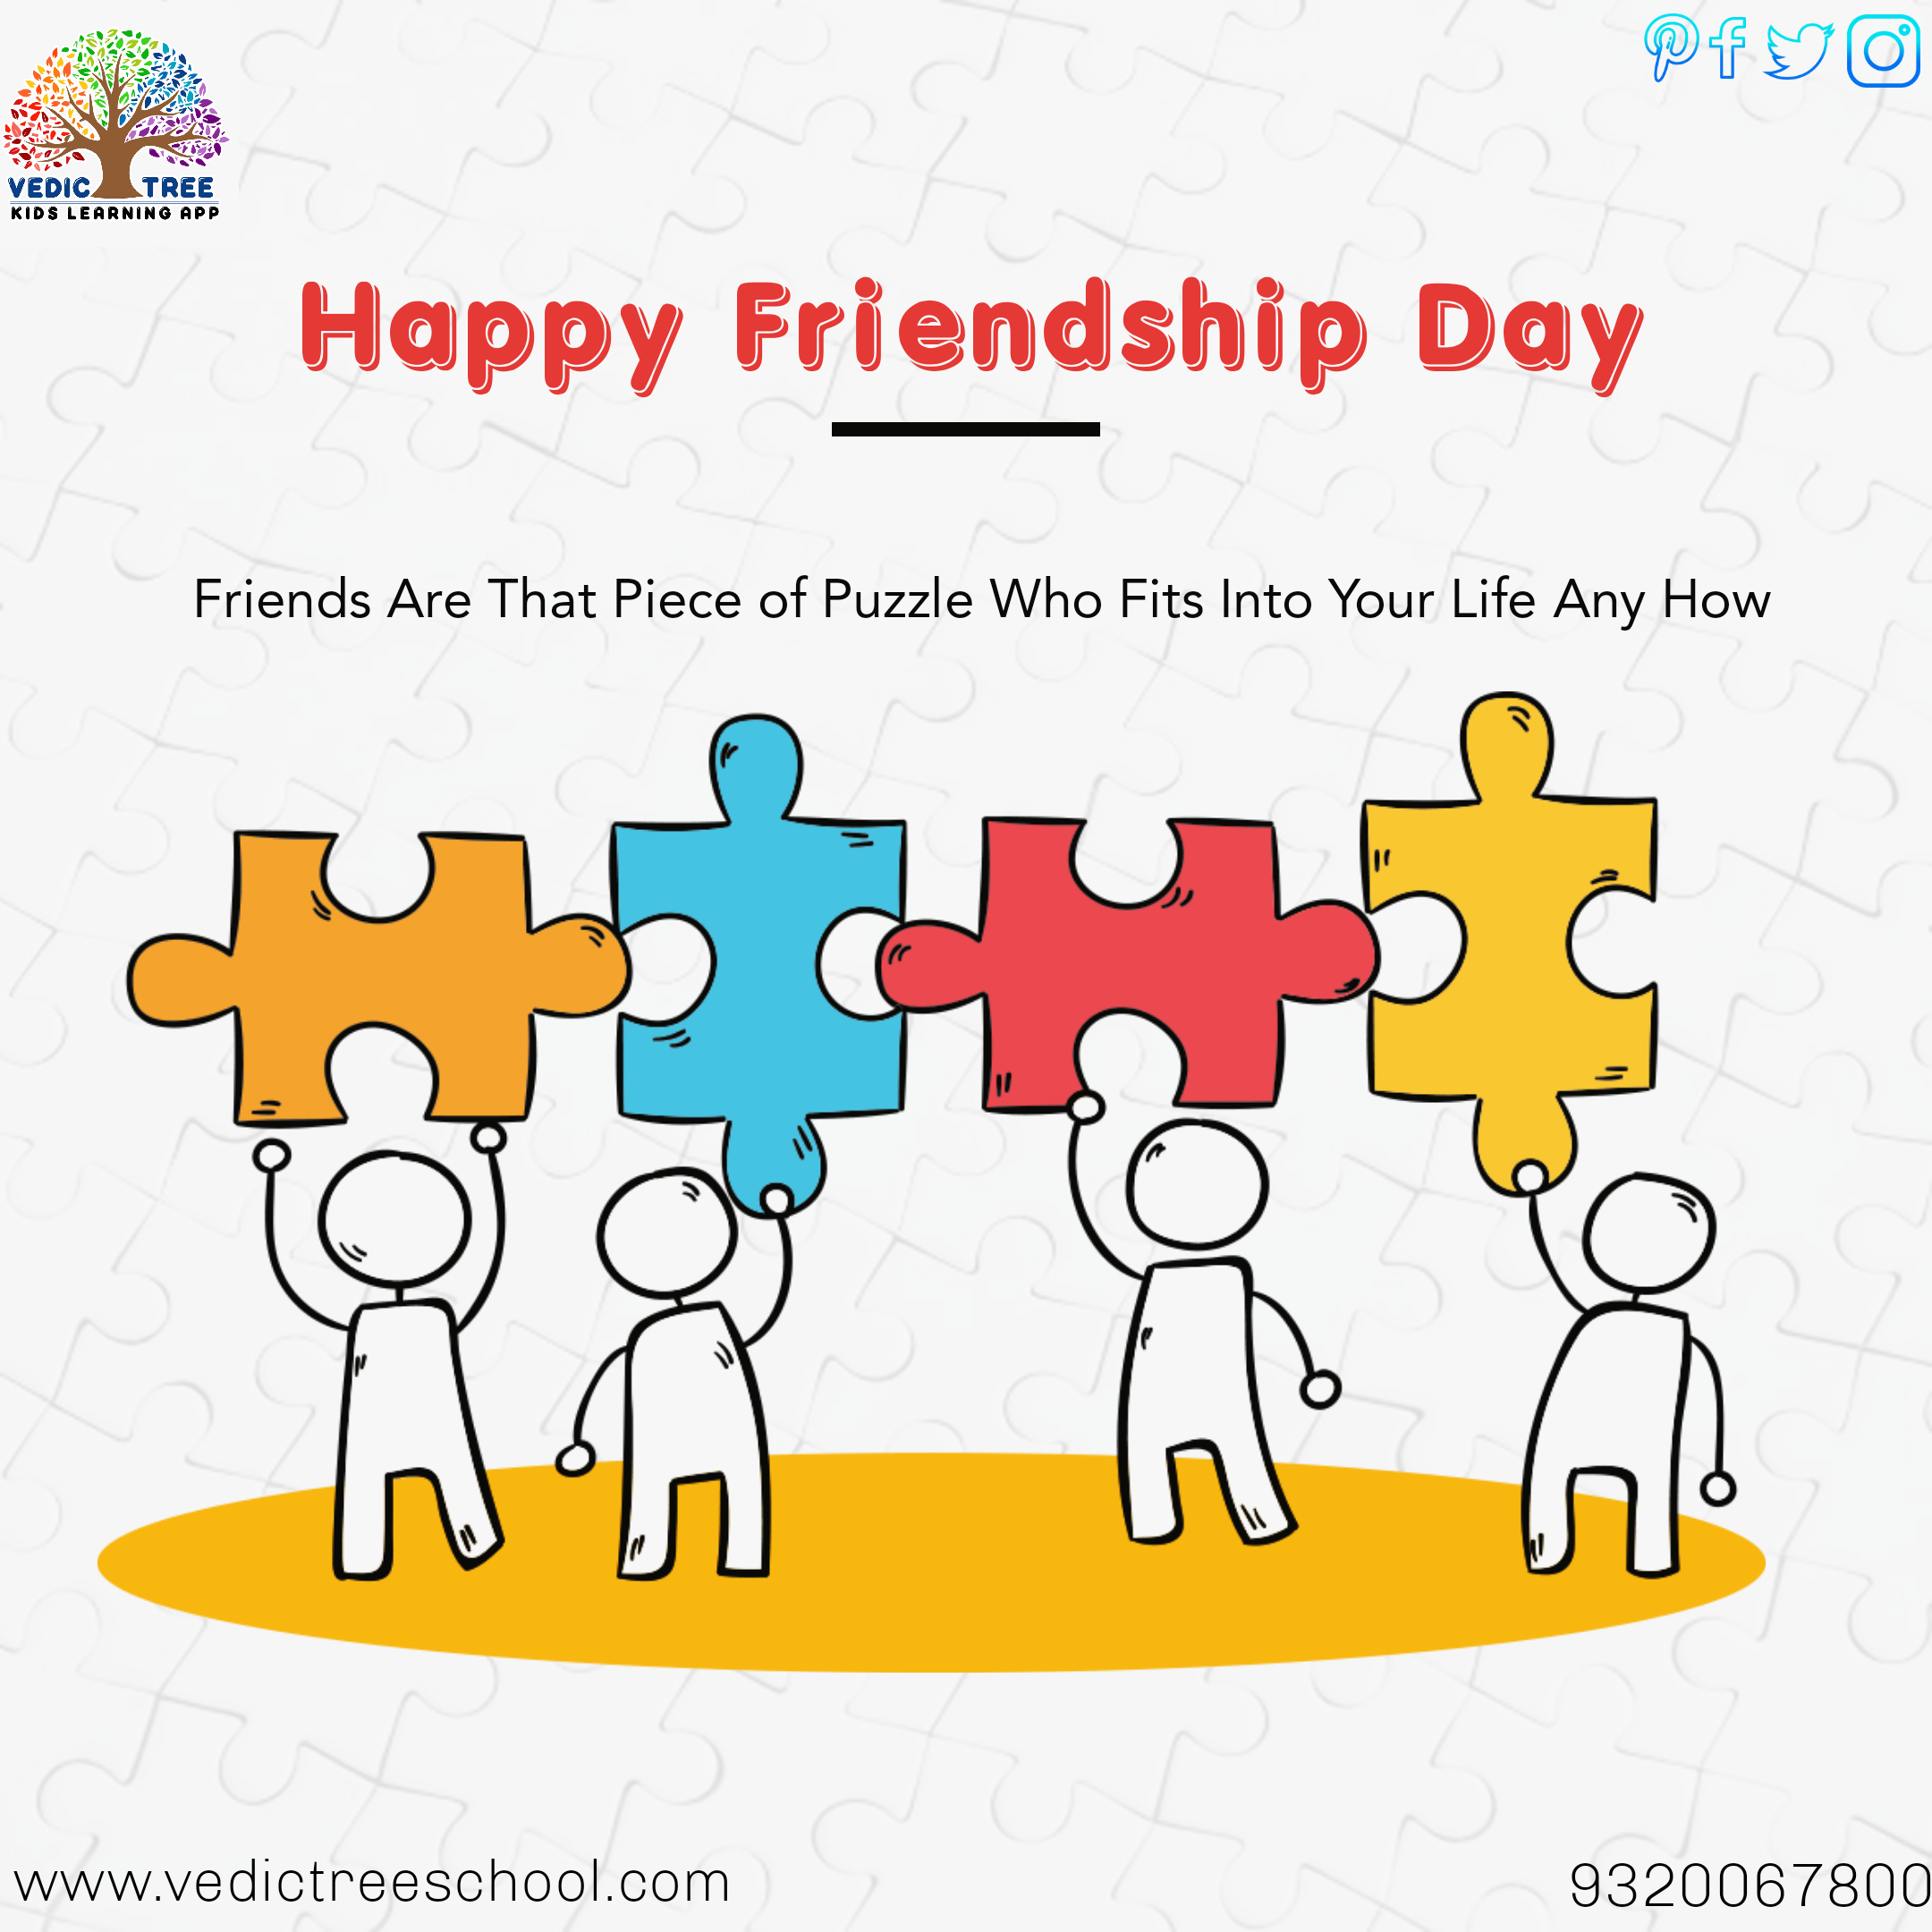 VEDIC TREE
KIDS LEARNING APP
Happy Friendship Day
Friends Are That Piece of Puzzle Who Fits Into Your Life Any How
www.vedictreeschool.com
9320067800